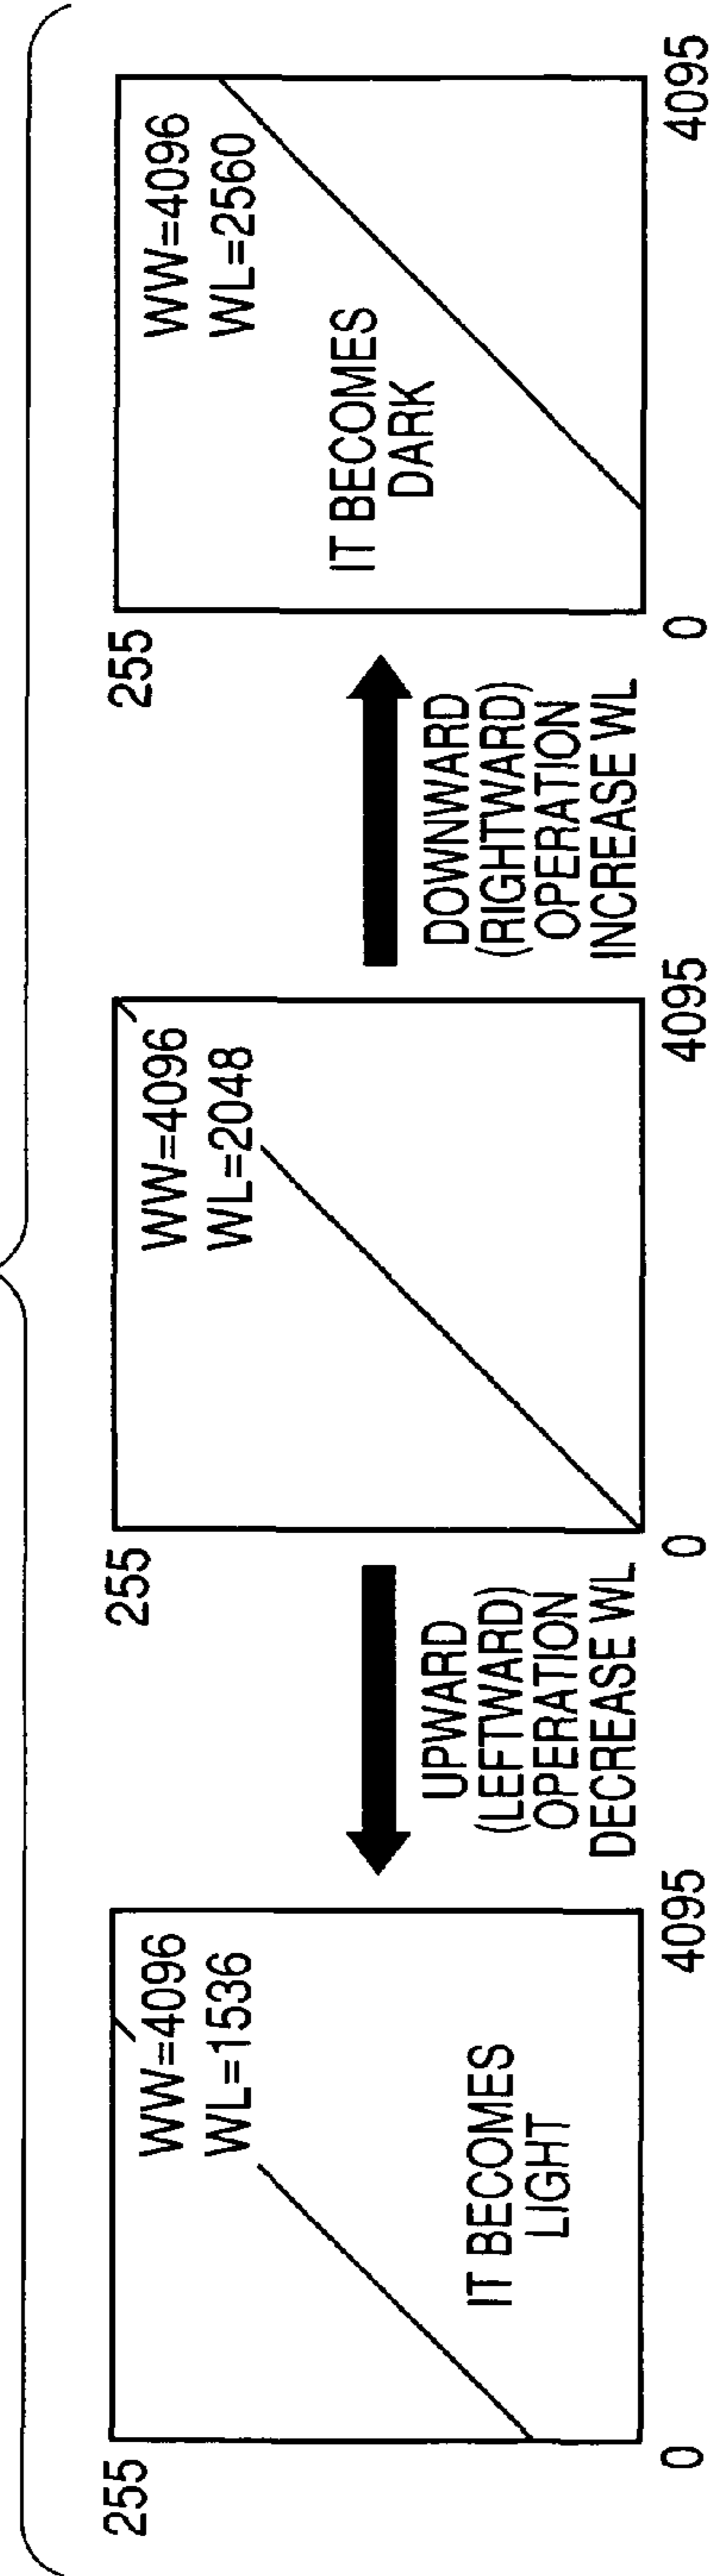 255
WW=4096
WL=1536
IT BECOMES
LIGHT
0
4095
UPWARD
(LEFTWARD)
OPERATION
DECREASE WL
255
WW=4096
WL=2048
0
4095
DOWNWARD
(RIGHTWARD)
OPERATION
INCREASE WL
255
WW=4096
WL=2560
IT BECOMES
DARK
0
4095